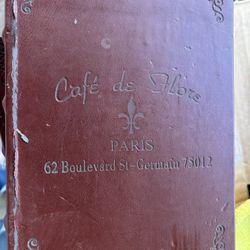 Café de Flore
PARIS
62 Boulevard St-Germain 75012